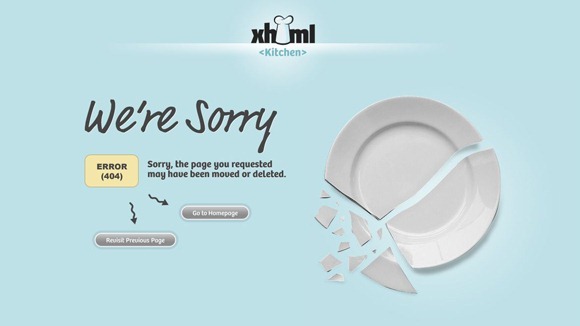 xhtml
<Kitchen>
We're Sorry
ERROR
(404)
Sorry, the page you requested
may have been moved or deleted.
Go to Homepage
Revisit Previous Page